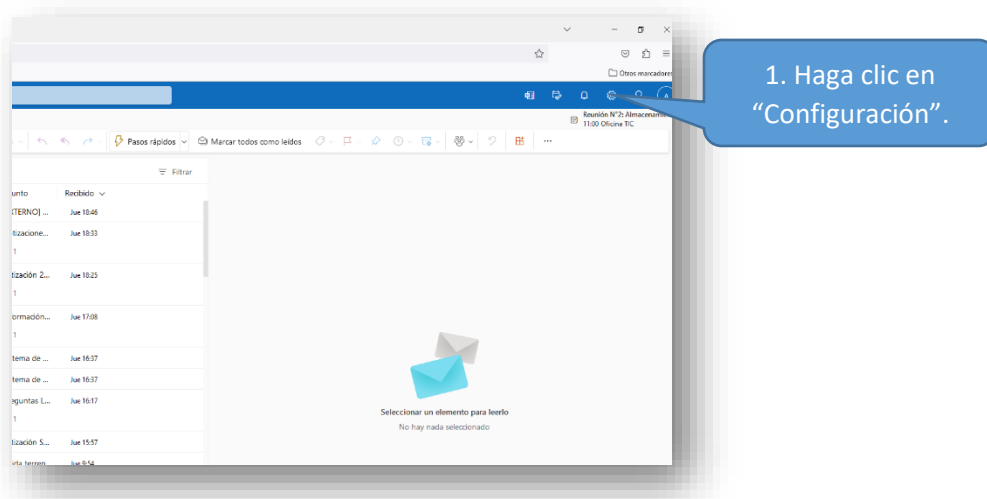 Otros marcadores
1. Haga clic en
“Configuración”.
Reunión N°2:
11:00 Oficina TIC
Pasos rápidos
Marcar todos como leídos
Filtrar
unto Recibido
XTERNO] ... Jue 18:46
tizacione... Jue 18:33
1
tización 2... Jue 18:25
1
ormación... Jue 17:08
1
tema de ... Jue 16:37
tema de ... Jue 16:37
eguntas L... Jue 16:17
1
Seleccionar un elemento para leerlo
No hay nada seleccionado
tización S... Jue 15:57
Jue 9:54